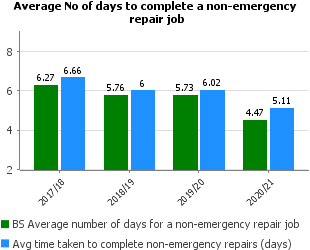 Average No of days to complete a non-emergency
repair job
8
6.27 6.66
5.76 6
5.73 6.02
6
4.47 5.11
4
2
2017/18 2018/19 2019/20 2020/21
BS Average number of days for a non-emergency repair job
Avg time taken to complete non-emergency repairs (days)